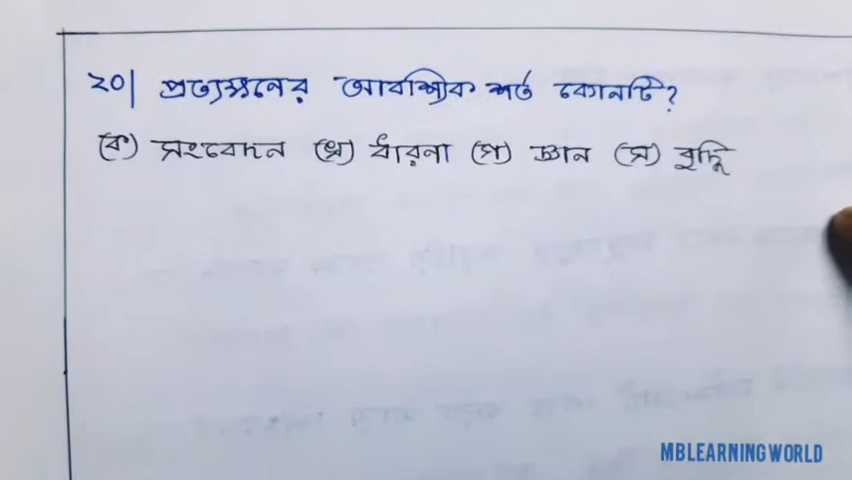 ২০| প্রত্যক্ষনের আবশ্যিক শর্ত কোনটি?
(ক) সংবেদন (খ) ধারনা (গ) জ্ঞান (ঘ) বুদ্ধি
MBLEARNINGWORLD